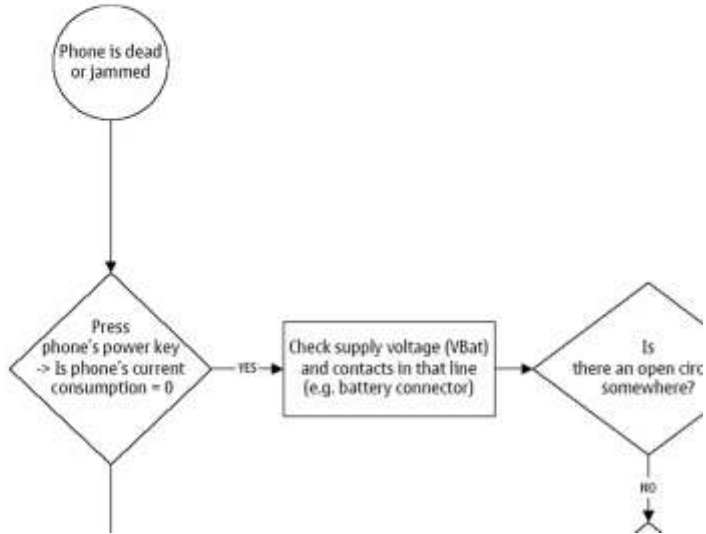 Phone is dead
or jammed
Press
phone's power key
-> Is phone's current
consumption = 0
YES
Check supply voltage (VBat)
and contacts in that line
(e.g. battery connector)
Is
there an open
somewhere?
NO